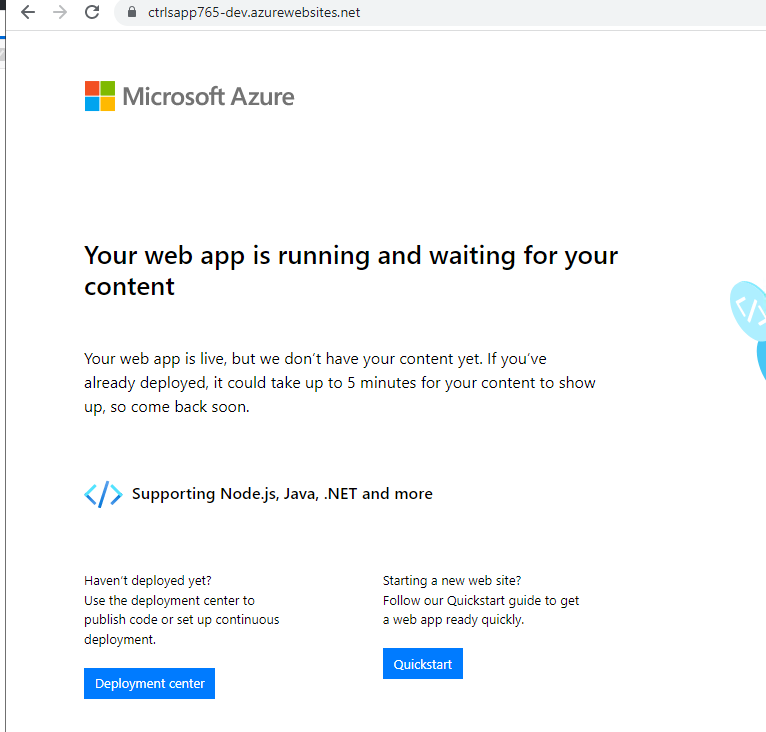 ctrlsapp765-dev.azurewebsites.net
Microsoft Azure
Your web app is running and waiting for your
content
Your web app is live, but we don’t have your content yet. If you’ve
already deployed, it could take up to 5 minutes for your content to show
up, so come back soon.
</> Supporting Node.js, Java, .NET and more
Haven’t deployed yet?
Use the deployment center to
publish code or set up continuous
deployment.
Deployment center
Starting a new web site?
Follow our Quickstart guide to get
a web app ready quickly.
Quickstart